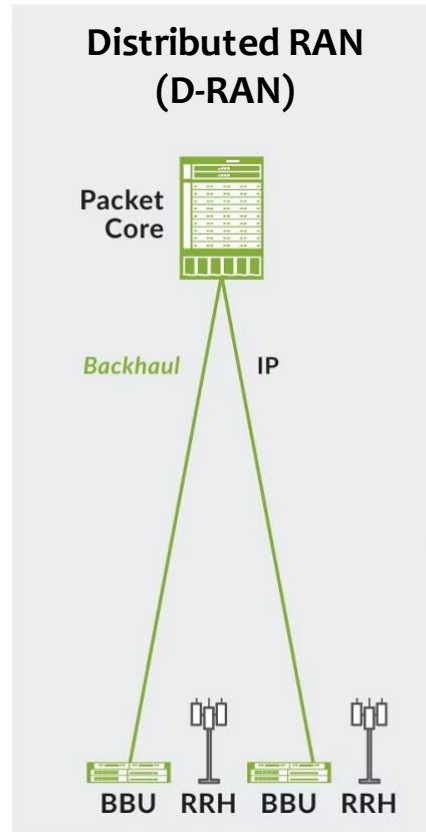 Distributed RAN
(D-RAN)
Packet
Core
Backhaul IP
BBU RRH BBU RRH